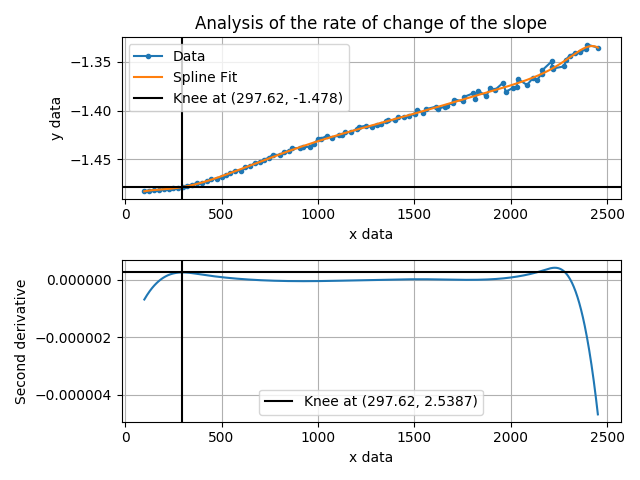 Analysis of the rate of change of the slope
−1.35
−1.40
−1.45
y data
Data
Spline Fit
Knee at (297.62, -1.478)
0 500 1000 1500 2000 2500
x data
0.000000
−0.000002
−0.000004
Second derivative
Knee at (297.62, 2.5387)
0 500 1000 1500 2000 2500
x data